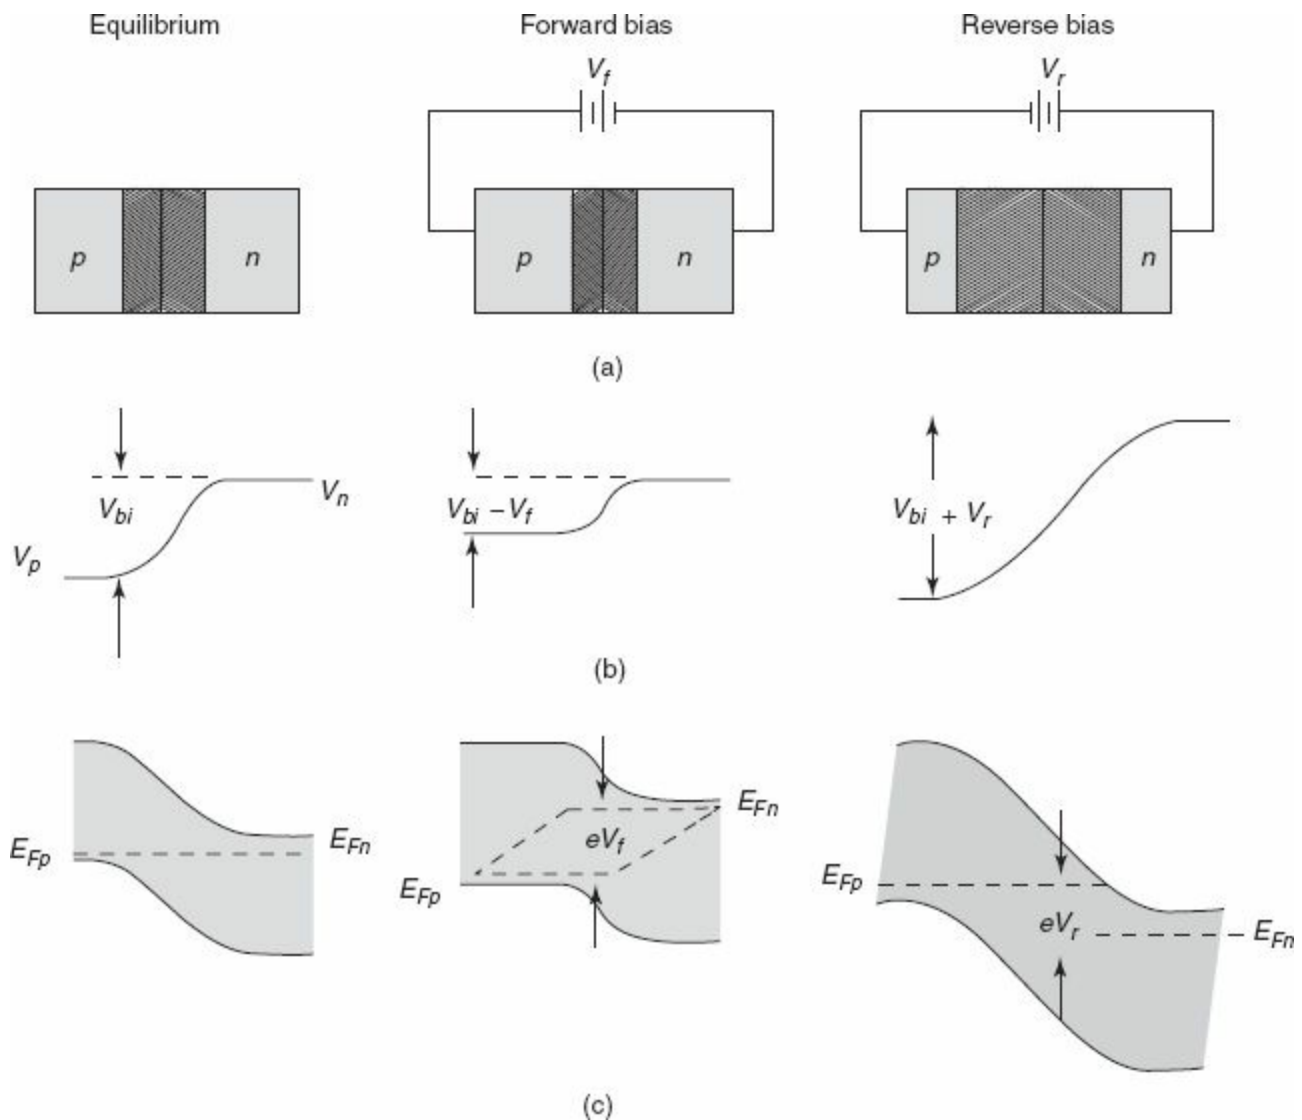 Equilibrium
Forward bias
Reverse bias
V_f
V_r
p
n
p
n
p
n
(a)
V_bi
V_n
V_p
V_bi – V_f
V_bi + V_r
(b)
E_Fp
E_Fn
E_Fp
eV_f
E_Fn
E_Fp
eV_r
E_Fn
(c)